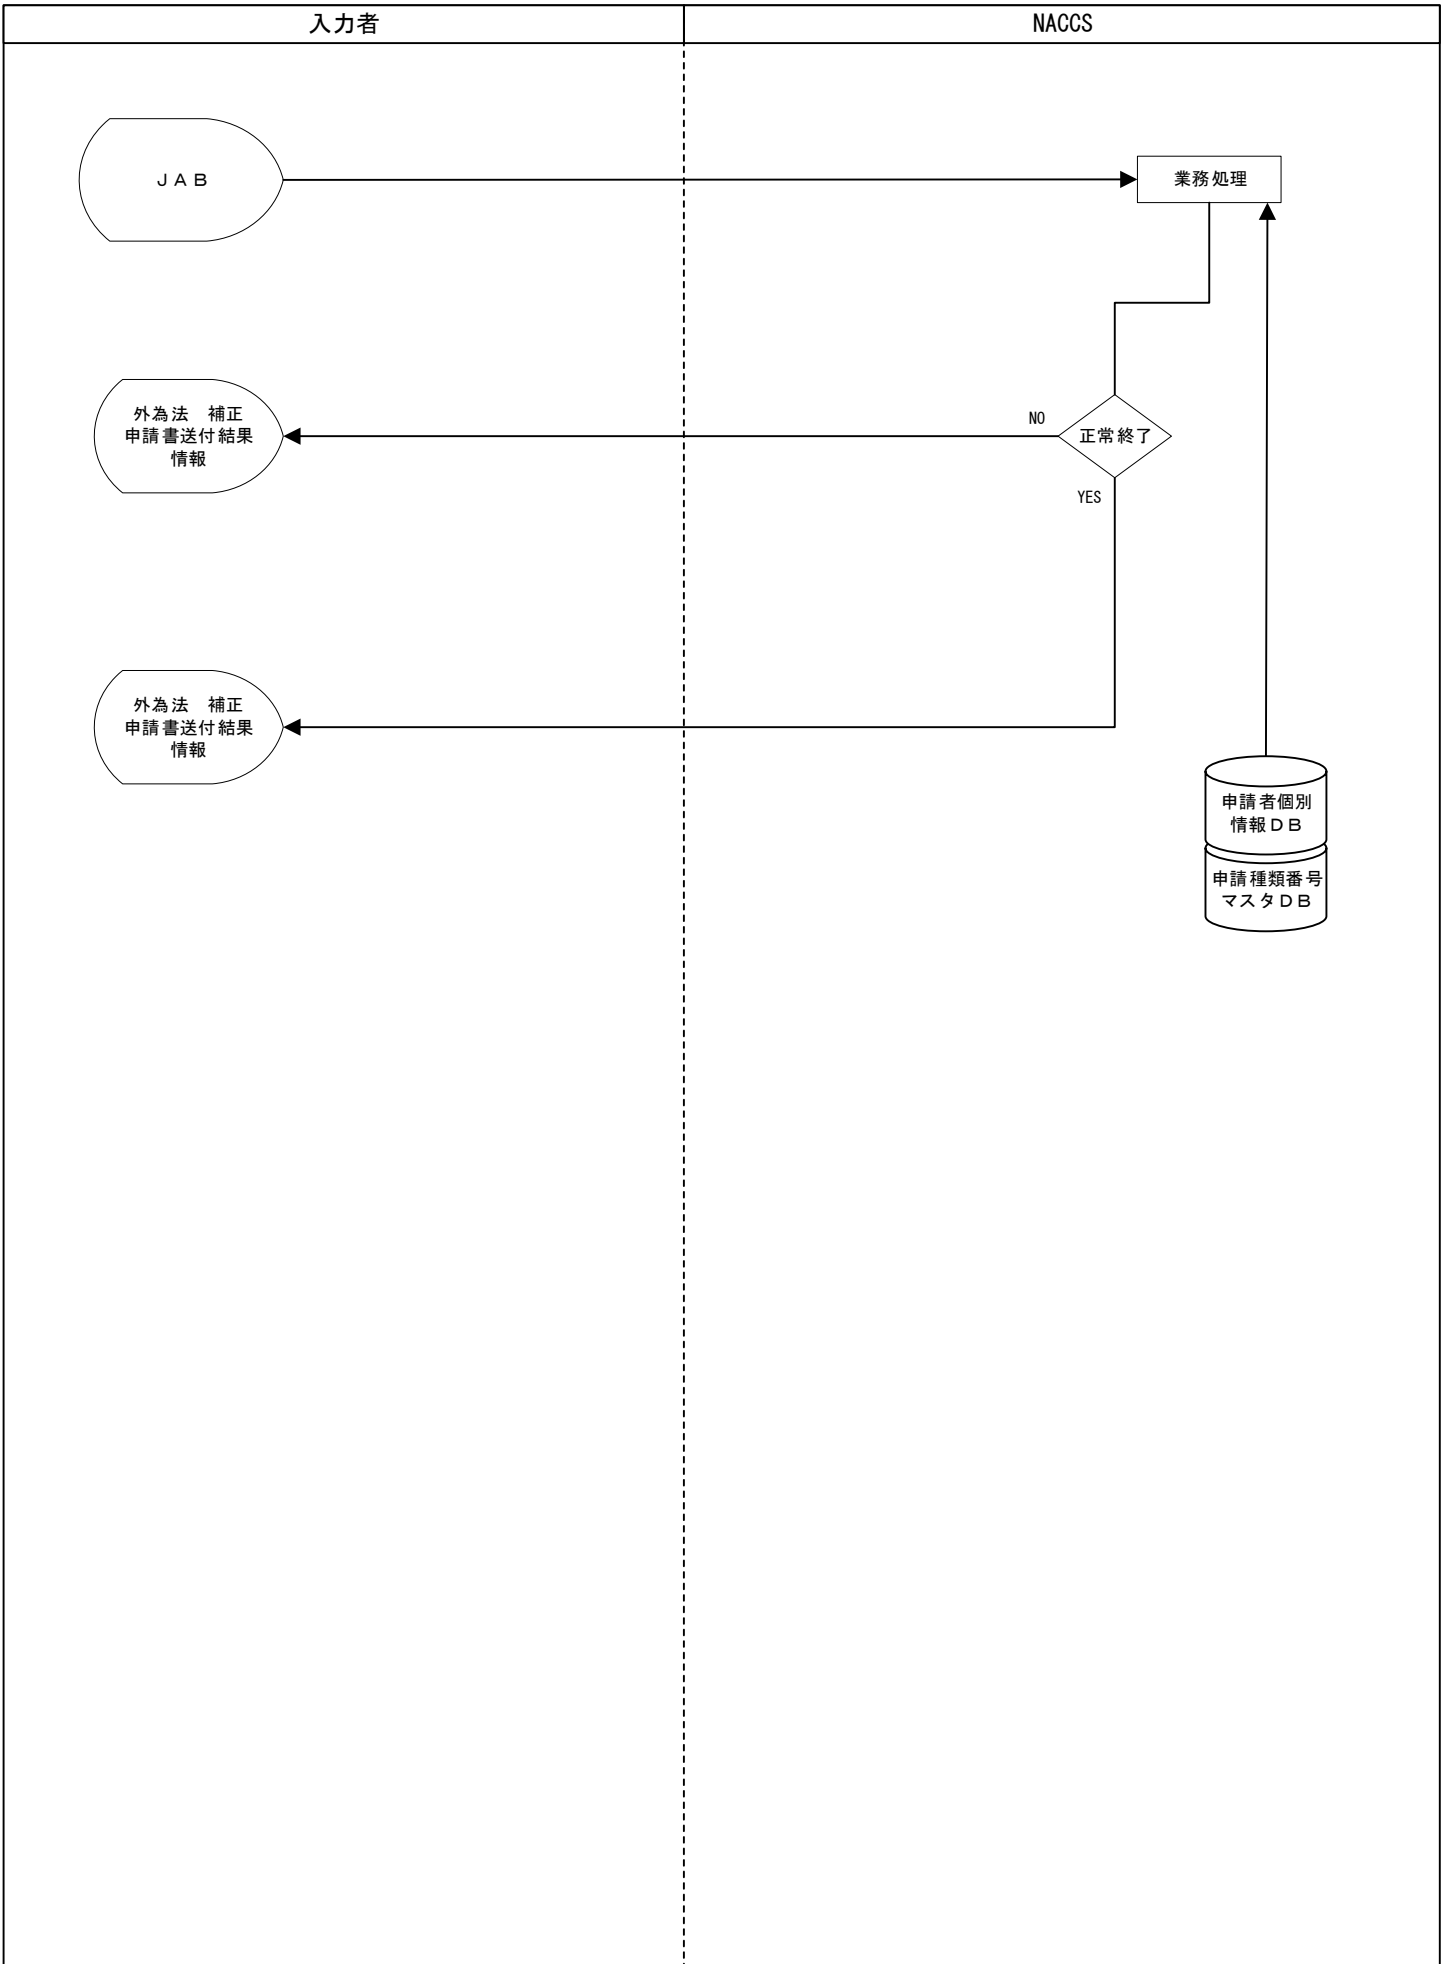 入力者
NACCS
ＪＡＢ
業務処理
外為法　補正
申請書送付結果
情報
NO
正常終了
YES
外為法　補正
申請書送付結果
情報
申請者個別
情報ＤＢ
申請種類番号
マスタＤＢ